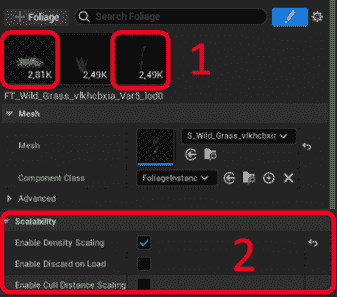 + Foliage
Search Foliage
2,81K 2,49K 2,49K 1
FT_Wild_Grass_vlkhcbxia_Var5_lod0
Mesh
Mesh S_Wild_Grass_vlkhcbxia
Component Class FoliageInstanc
Advanced
Scalability
Enable Density Scaling
Enable Discard on Load
Enable Cull Distance Scaling
2